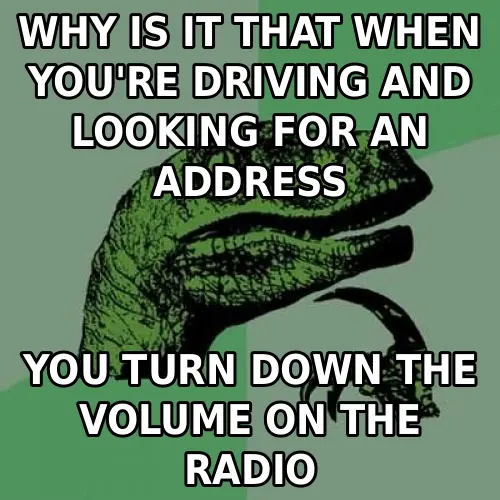 WHY IS IT THAT WHEN
YOU'RE DRIVING AND
LOOKING FOR AN
ADDRESS
YOU TURN DOWN THE
VOLUME ON THE
RADIO